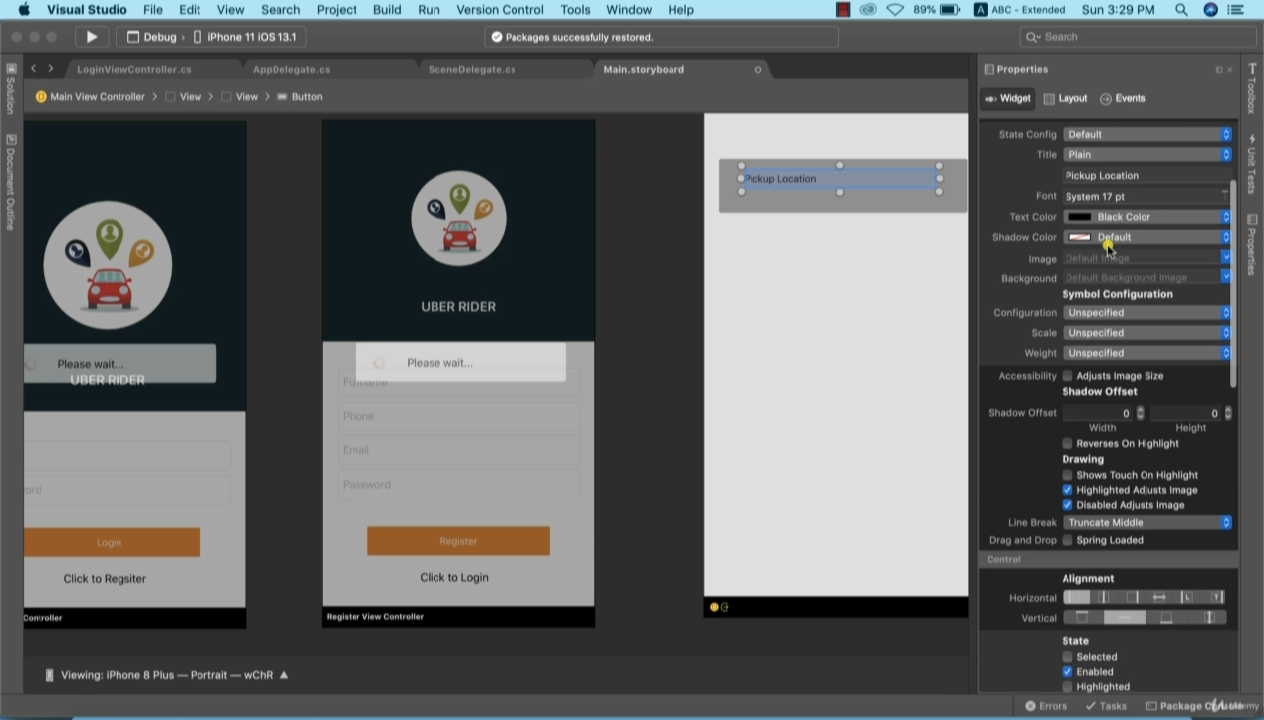 Visual Studio File Edit View Search Project Build Run Version Control Tools Window Help 89% A ABC - Extended Sun 3:29 PM
Debug › iPhone 11 iOS 13.1 Packages successfully restored. Search
LoginViewController.cs AppDelegate.cs SceneDelegate.cs Main.storyboard
Main View Controller > View > View > Button
Solution
Document Outline
Please wait...
UBER RIDER
ord
Login
Click to Regsiter
Controller
UBER RIDER
Please wait...
Fullname
Phone
Email
Password
Register
Click to Login
Register View Controller
Pickup Location
Viewing: iPhone 8 Plus — Portrait — wChR
Properties
Widget Layout Events
State Config Default
Title Plain
Pickup Location
Font System 17 pt
Text Color Black Color
Shadow Color Default
Image Default Image
Background Default Background Image
Symbol Configuration
Configuration Unspecified
Scale Unspecified
Weight Unspecified
Accessibility Adjusts Image Size
Shadow Offset
Shadow Offset 0 0
Width Height
Reverses On Highlight
Drawing
Shows Touch On Highlight
Highlighted Adjusts Image
Disabled Adjusts Image
Line Break Truncate Middle
Drag and Drop Spring Loaded
Control
Alignment
Horizontal L T
Vertical
State
Selected
Enabled
Highlighted
Toolbox
Unit Tests
Properties
Errors Tasks Package